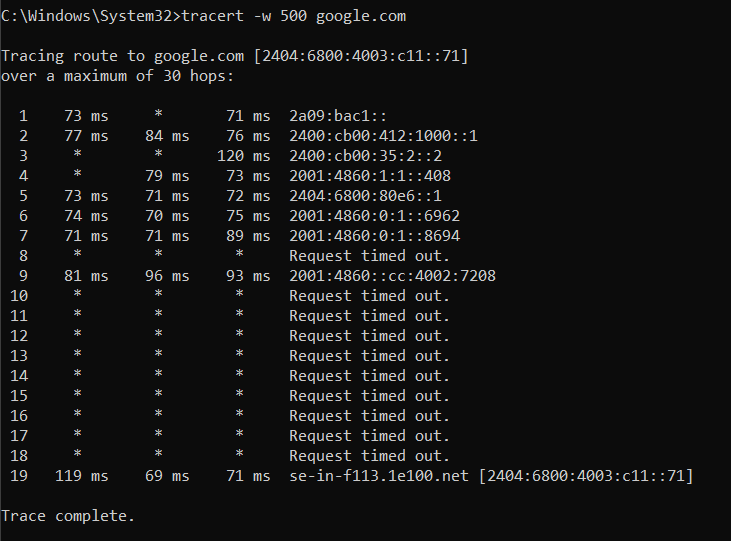 C:\Windows\System32>tracert -w 500 google.com
Tracing route to google.com [2404:6800:4003:c11::71]
over a maximum of 30 hops:
1 73 ms * 71 ms 2a09:bac1::
2 77 ms 84 ms 76 ms 2400:cb00:412:1000::1
3 * * 120 ms 2400:cb00:35:2::2
4 * 79 ms 73 ms 2001:4860:1:1::408
5 73 ms 71 ms 72 ms 2404:6800:80e6::1
6 74 ms 70 ms 75 ms 2001:4860:0:1::6962
7 71 ms 71 ms 89 ms 2001:4860:0:1::8694
8 * * * Request timed out.
9 81 ms 96 ms 93 ms 2001:4860::cc:4002:7208
10 * * * Request timed out.
11 * * * Request timed out.
12 * * * Request timed out.
13 * * * Request timed out.
14 * * * Request timed out.
15 * * * Request timed out.
16 * * * Request timed out.
17 * * * Request timed out.
18 * * * Request timed out.
19 119 ms 69 ms 71 ms se-in-f113.1e100.net [2404:6800:4003:c11::71]
Trace complete.